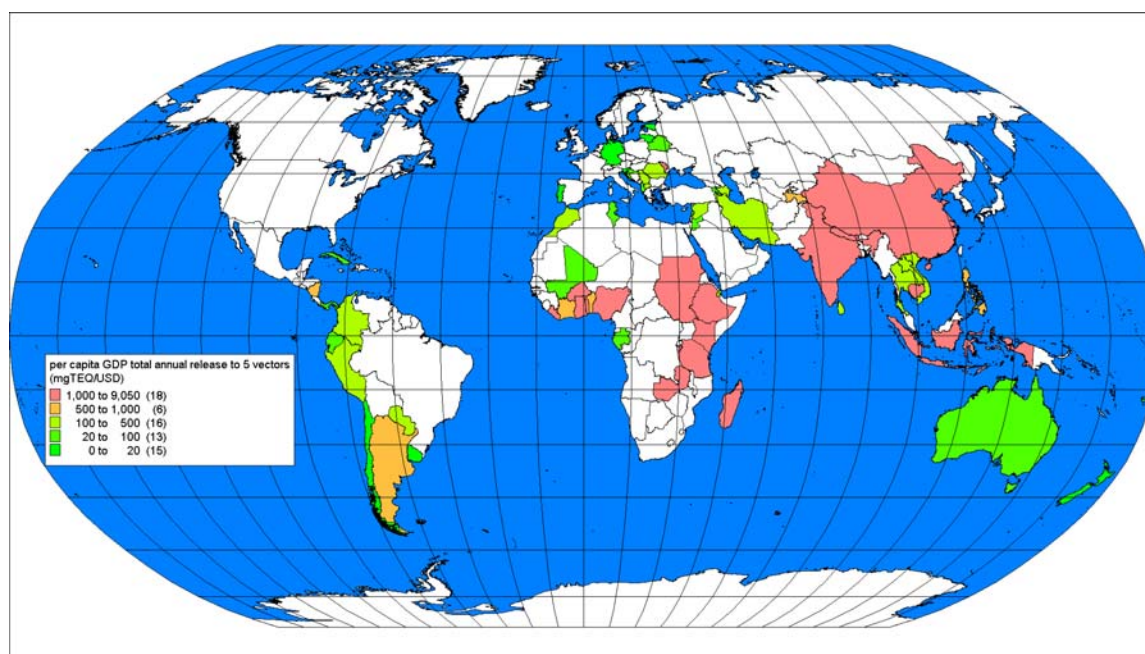 per capita GDP total annual release to 5 vectors
(mgTEQ/USD)
1,000 to 9,050 (18)
500 to 1,000 (6)
100 to 500 (16)
20 to 100 (13)
0 to 20 (15)